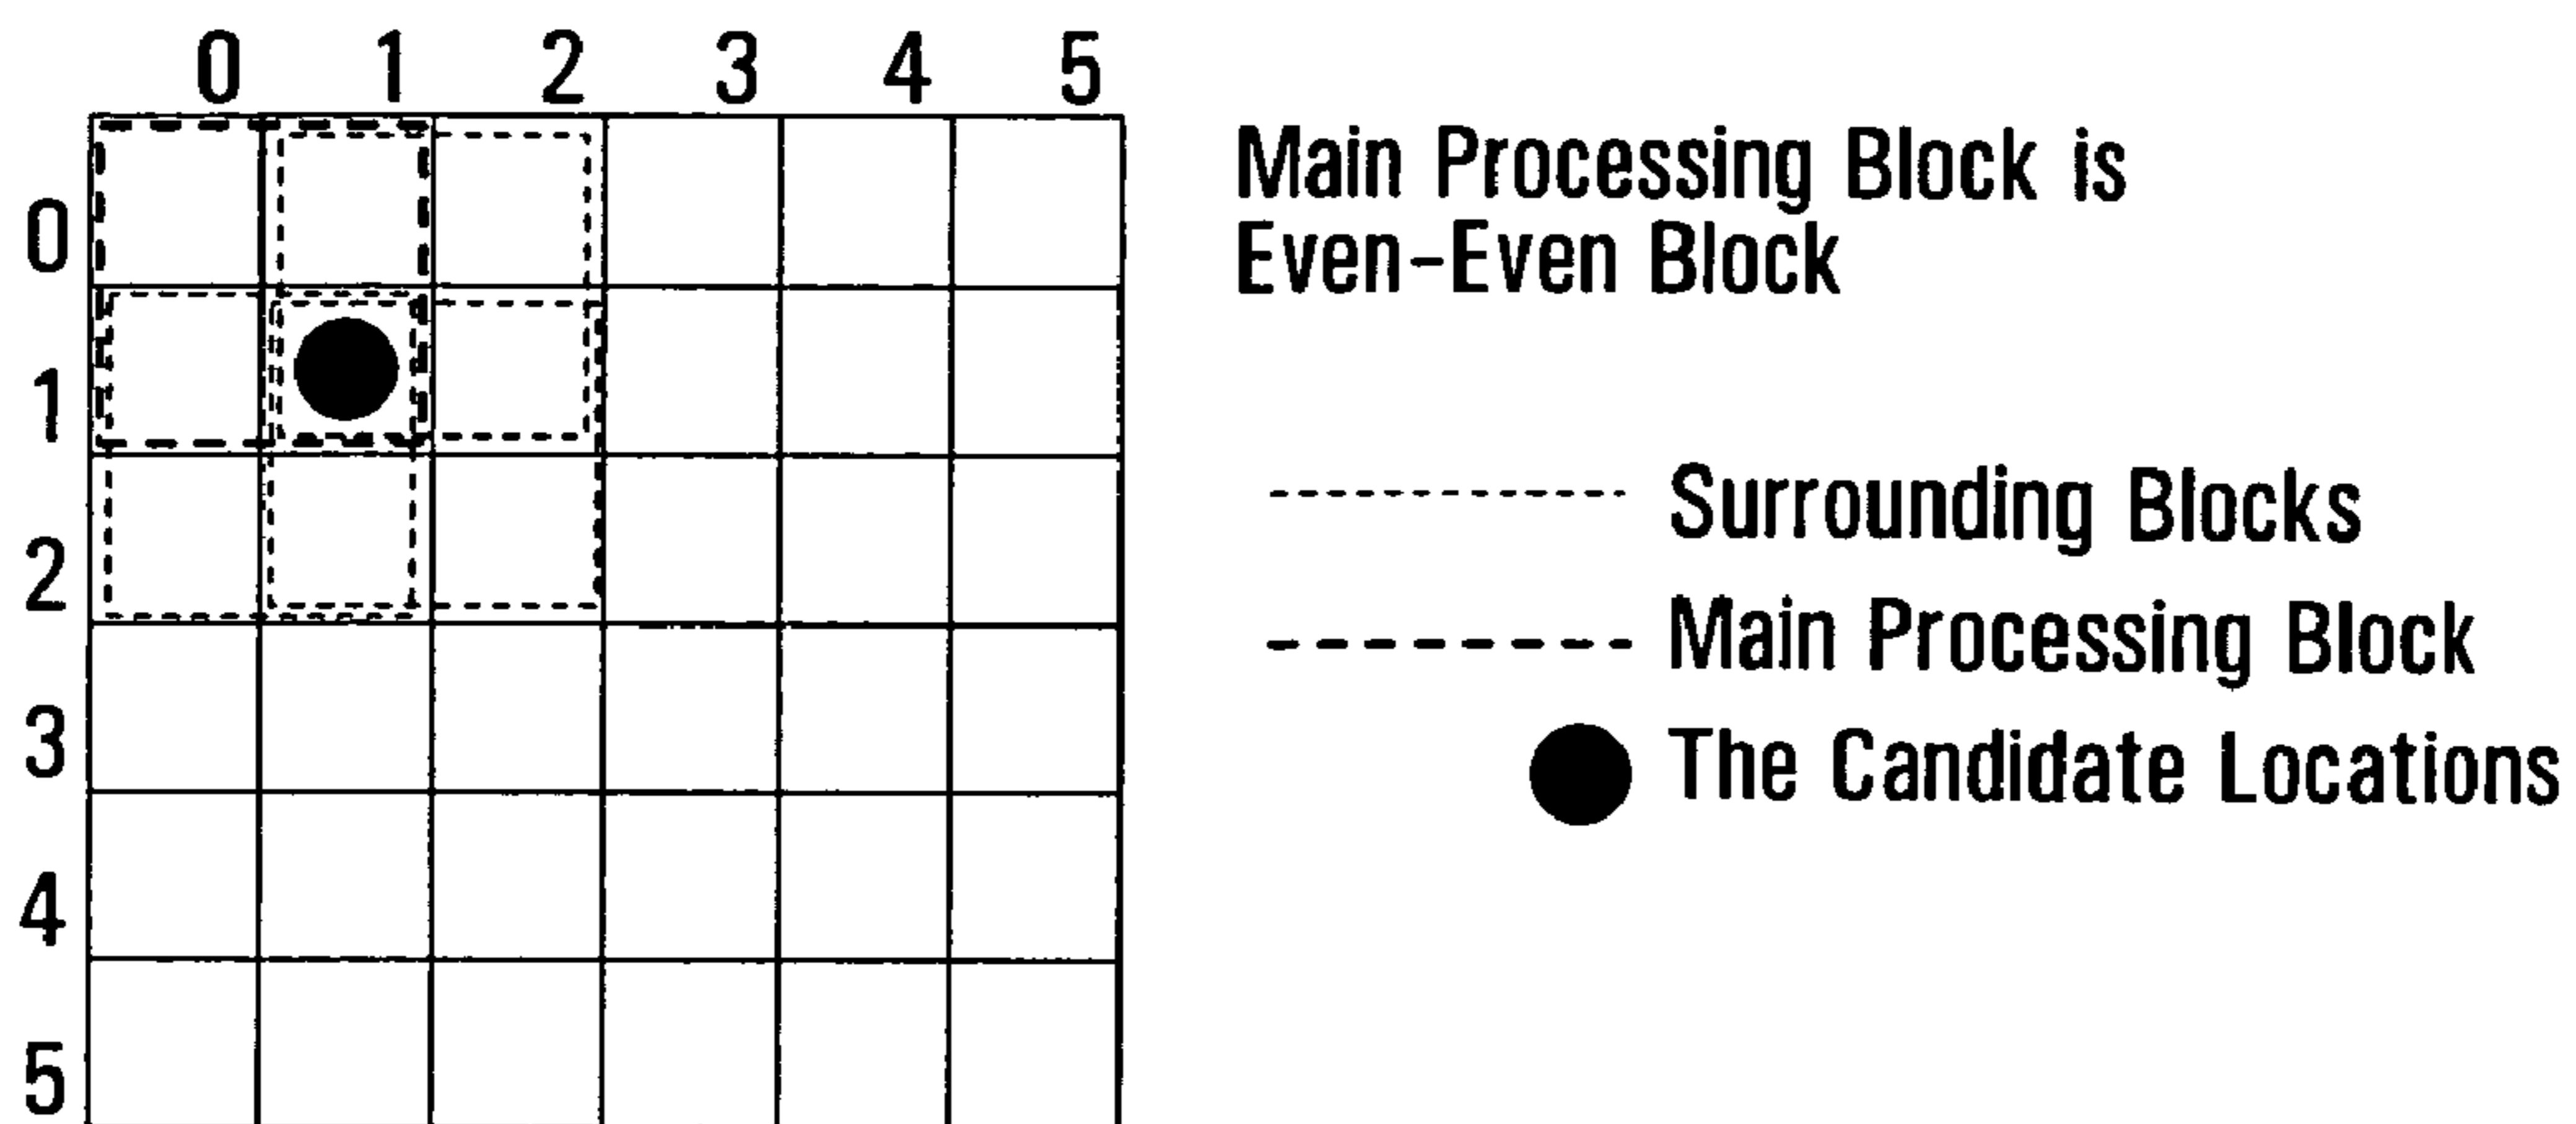 0 1 2 3 4 5
0
1
2
3
4
5
Main Processing Block is
Even-Even Block
Surrounding Blocks
Main Processing Block
The Candidate Locations